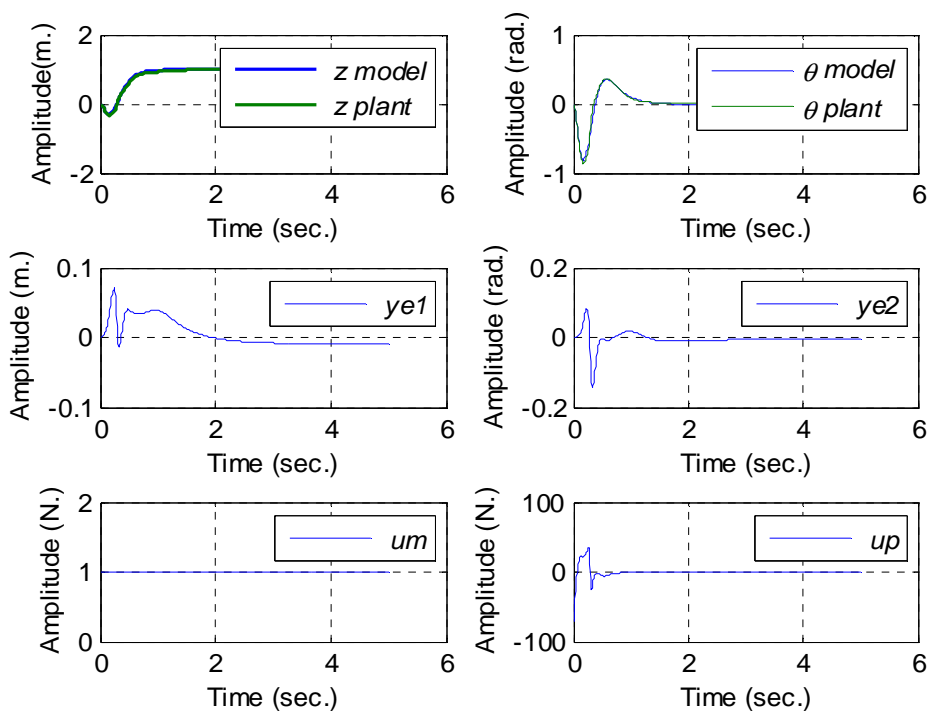 Amplitude(m.)
2
0
-2
0
2
4
6
Time (sec.)
z model
z plant
Amplitude (rad.)
1
0
-1
0
2
4
6
Time (sec.)
θ model
θ plant
Amplitude (m.)
0.1
0
-0.1
0
2
4
6
Time (sec.)
ye1
Amplitude (rad.)
0.2
0
-0.2
0
2
4
6
Time (sec.)
ye2
Amplitude (N.)
2
1
0
0
2
4
6
Time (sec.)
um
Amplitude (N.)
100
0
-100
0
2
4
6
Time (sec.)
up